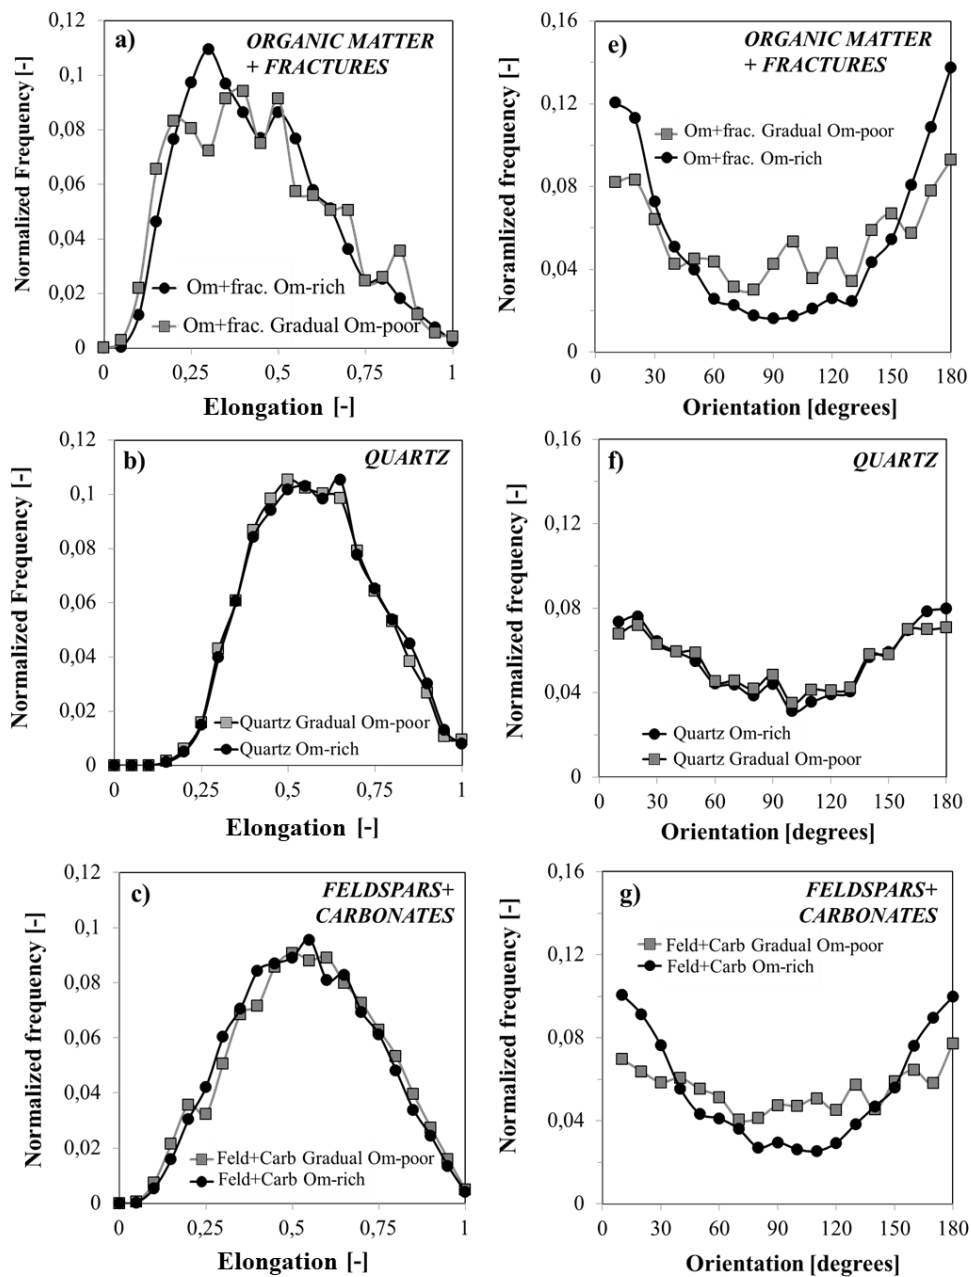 0,12
a)
ORGANIC MATTER
+ FRACTURES
0,1
0,08
0,06
0,04
0,02
0
Normalized Frequency [-]
Om+frac. Om-rich
Om+frac. Gradual Om-poor
0 0,25 0,5 0,75 1
Elongation [-]
0,16
e)
ORGANIC MATTER
+ FRACTURES
0,12
0,08
0,04
0
Noramlized frequency [-]
Om+frac. Gradual Om-poor
Om+frac. Om-rich
0 30 60 90 120 150 180
Orientation [degrees]
0,12
b)
QUARTZ
0,1
0,08
0,06
0,04
0,02
0
Normalized Frequency [-]
Quartz Gradual Om-poor
Quartz Om-rich
0 0,25 0,5 0,75 1
Elongation [-]
0,16
f)
QUARTZ
0,12
0,08
0,04
0
Normalized frequency [-]
Quartz Om-rich
Quartz Gradual Om-poor
0 30 60 90 120 150 180
Orientation [degrees]
0,12
c)
FELDSPARS+
CARBONATES
0,1
0,08
0,06
0,04
0,02
0
Normalized frequency [-]
Feld+Carb Gradual Om-poor
Feld+Carb Om-rich
0 0,25 0,5 0,75 1
Elongation [-]
0,16
g)
FELDSPARS+
CARBONATES
0,12
0,08
0,04
0
Normalized frequency [-]
Feld+Carb Gradual Om-poor
Feld+Carb Om-rich
0 30 60 90 120 150 180
Orientation [degrees]